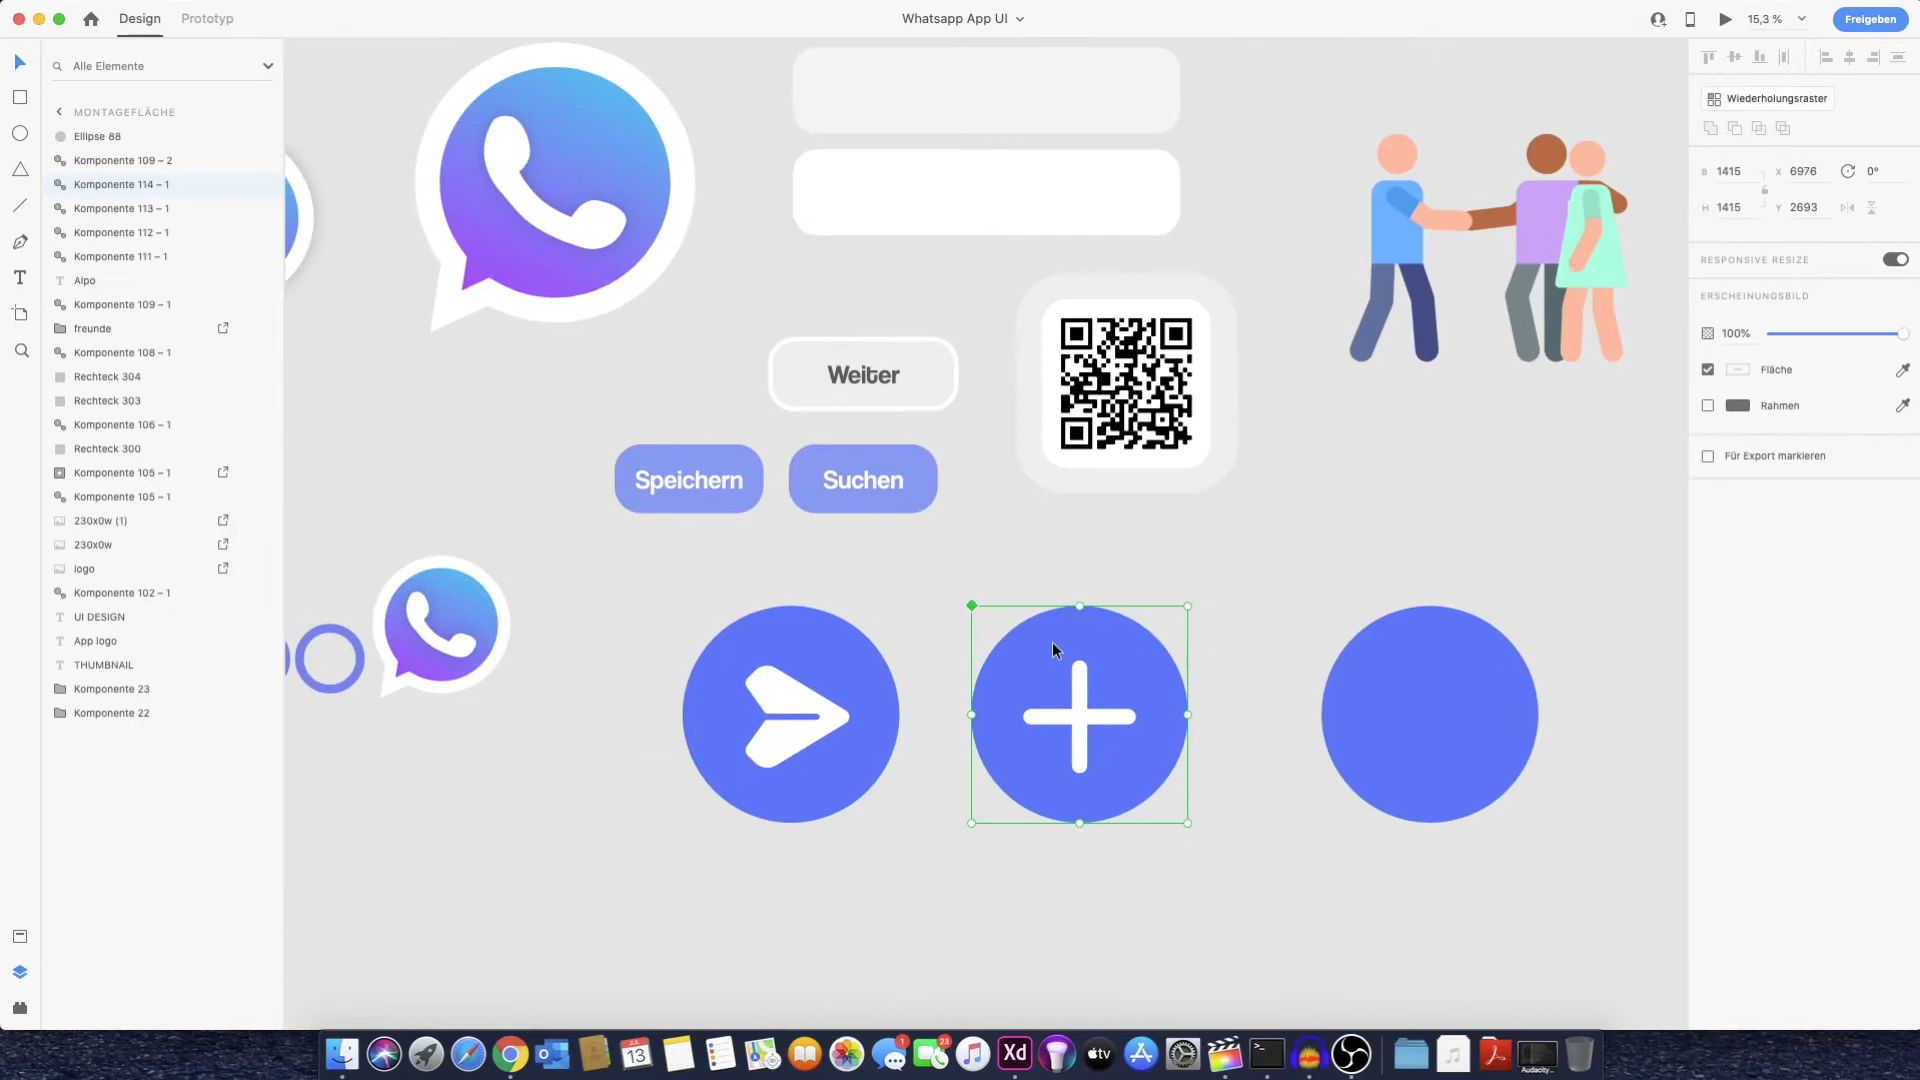 Design
Prototyp
Whatsapp App UI
15,3 %
Freigeben
Alle Elemente
MONTAGEFLÄCHE
Ellipse 88
Komponente 109 – 2
Komponente 114 – 1
Komponente 113 – 1
Komponente 112 – 1
Komponente 111 – 1
Alpo
Komponente 109 – 1
freunde
Komponente 108 – 1
Rechteck 304
Rechteck 303
Komponente 106 – 1
Rechteck 300
Komponente 105 – 1
Komponente 105 – 1
230x0w (1)
230x0w
logo
Komponente 102 – 1
UI DESIGN
App logo
THUMBNAIL
Komponente 23
Komponente 22
Weiter
Speichern
Suchen
Wiederholungsraster
B 1415 X 6976 0°
H 1415 Y 2693
RESPONSIVE RESIZE
ERSCHEINUNGSBILD
100%
Fläche
Rahmen
Für Export markieren
JUL
13
1
23
Xd
tv
Audacity...